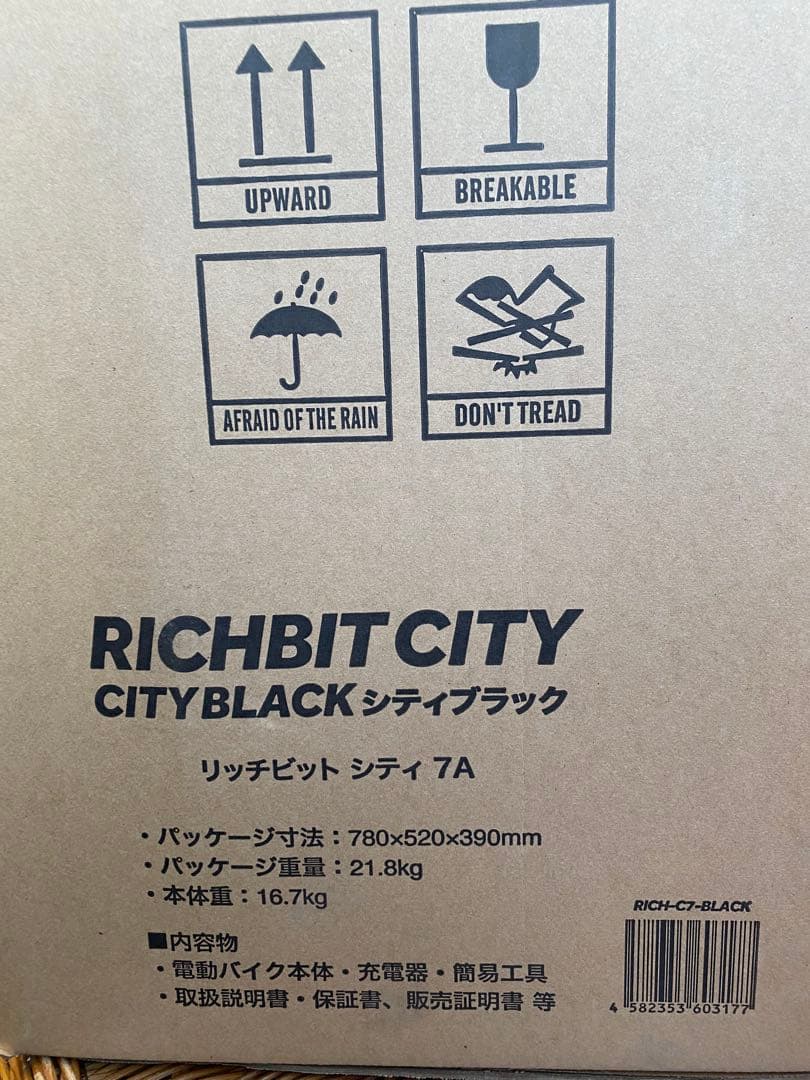 UPWARD
BREAKABLE
AFRAID OF THE RAIN
DON'T TREAD
RICHBIT CITY
CITY BLACK シティブラック
リッチビット シティ 7A
・パッケージ寸法：780×520×390mm
・パッケージ重量：21.8kg
・本体重：16.7kg
■内容物
・電動バイク本体・充電器・簡易工具
・取扱説明書・保証書、販売証明書 等
RICH-C7-BLACK
4 582353 603177